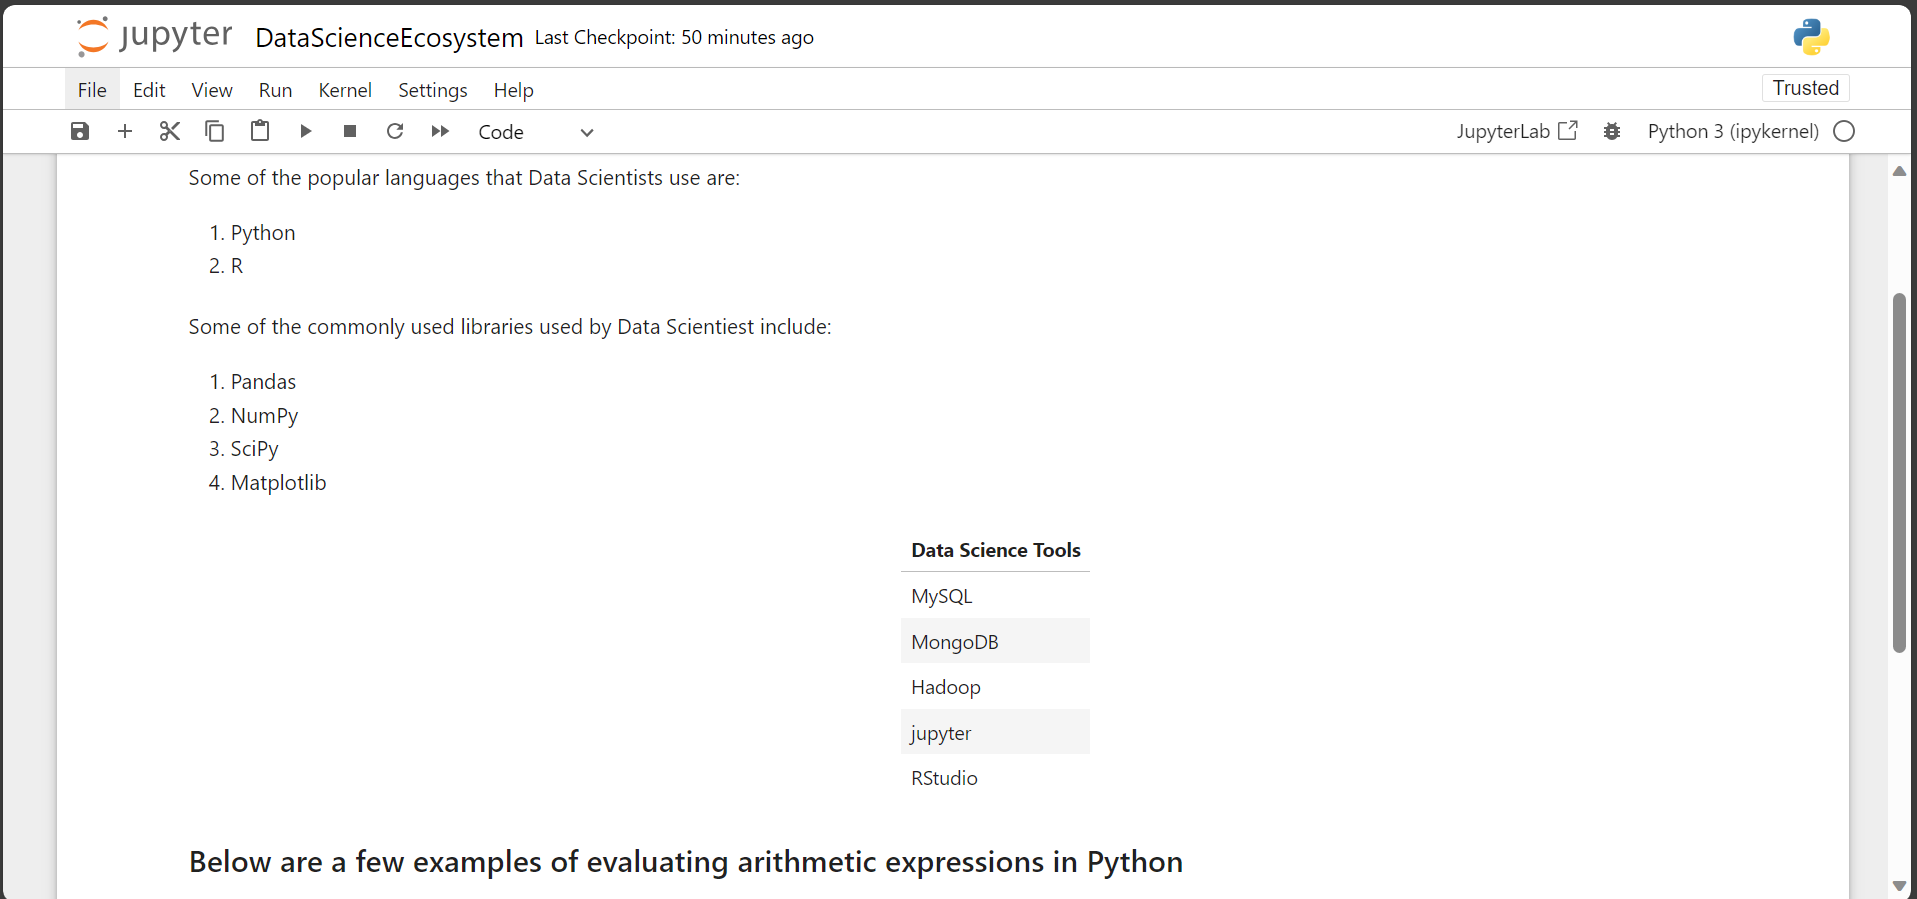 jupyter DataScienceEcosystem Last Checkpoint: 50 minutes ago
File Edit View Run Kernel Settings Help Trusted
Code JupyterLab Python 3 (ipykernel)
Some of the popular languages that Data Scientists use are:
1. Python
2. R
Some of the commonly used libraries used by Data Scientiest include:
1. Pandas
2. NumPy
3. SciPy
4. Matplotlib
Data Science Tools
MySQL
MongoDB
Hadoop
jupyter
RStudio
Below are a few examples of evaluating arithmetic expressions in Python